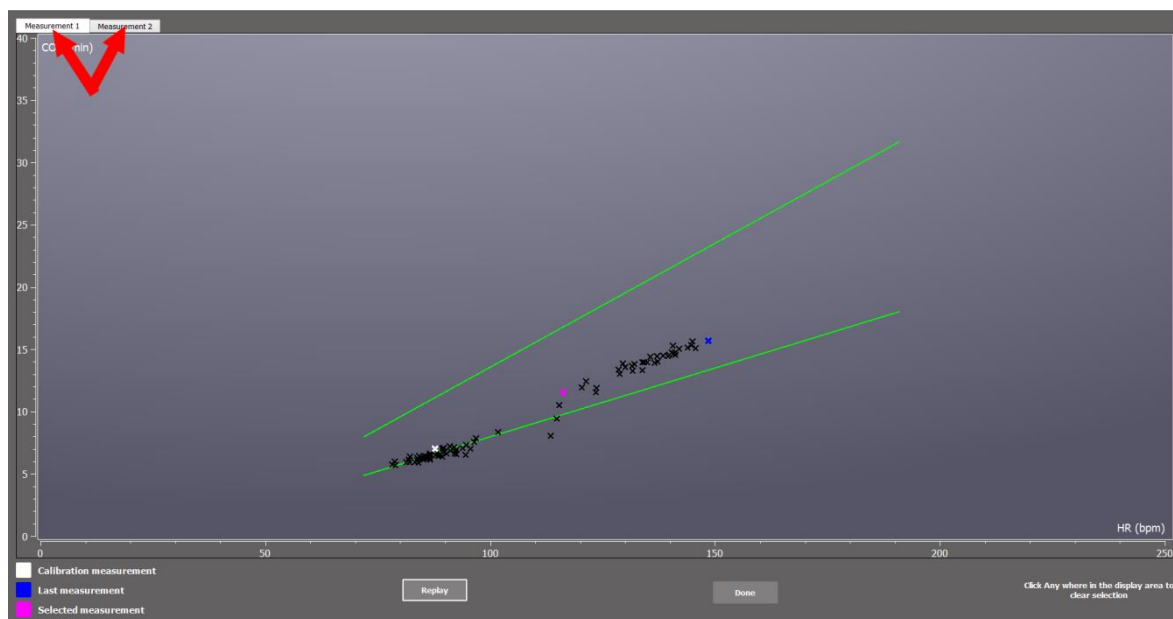 Measurement 1 Measurement 2
CO min)
40
35
30
25
20
15
10
5
0
HR (bpm)
0 50 100 150 200 250
Calibration measurement
Last measurement
Selected measurement
Replay
Done
Click Any where in the display area to
clear selection